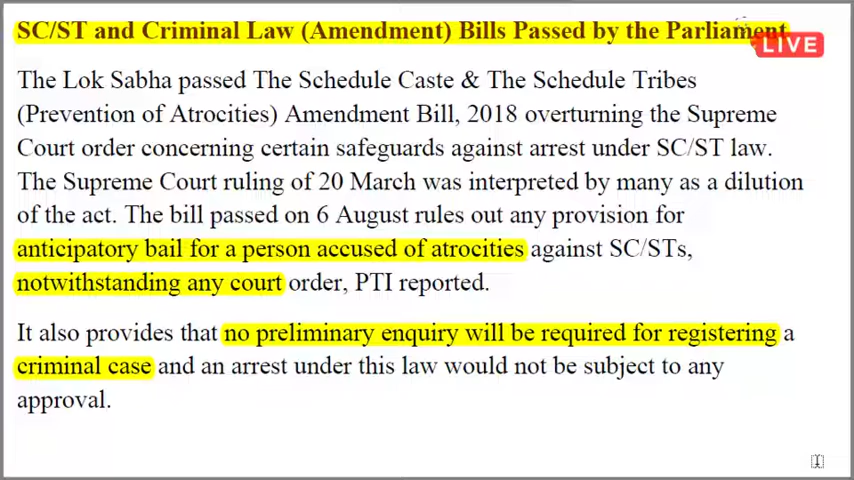 SC/ST and Criminal Law (Amendment) Bills Passed by the Parliament
LIVE
The Lok Sabha passed The Schedule Caste & The Schedule Tribes
(Prevention of Atrocities) Amendment Bill, 2018 overturning the Supreme
Court order concerning certain safeguards against arrest under SC/ST law.
The Supreme Court ruling of 20 March was interpreted by many as a dilution
of the act. The bill passed on 6 August rules out any provision for
anticipatory bail for a person accused of atrocities against SC/STs,
notwithstanding any court order, PTI reported.
It also provides that no preliminary enquiry will be required for registering a
criminal case and an arrest under this law would not be subject to any
approval.